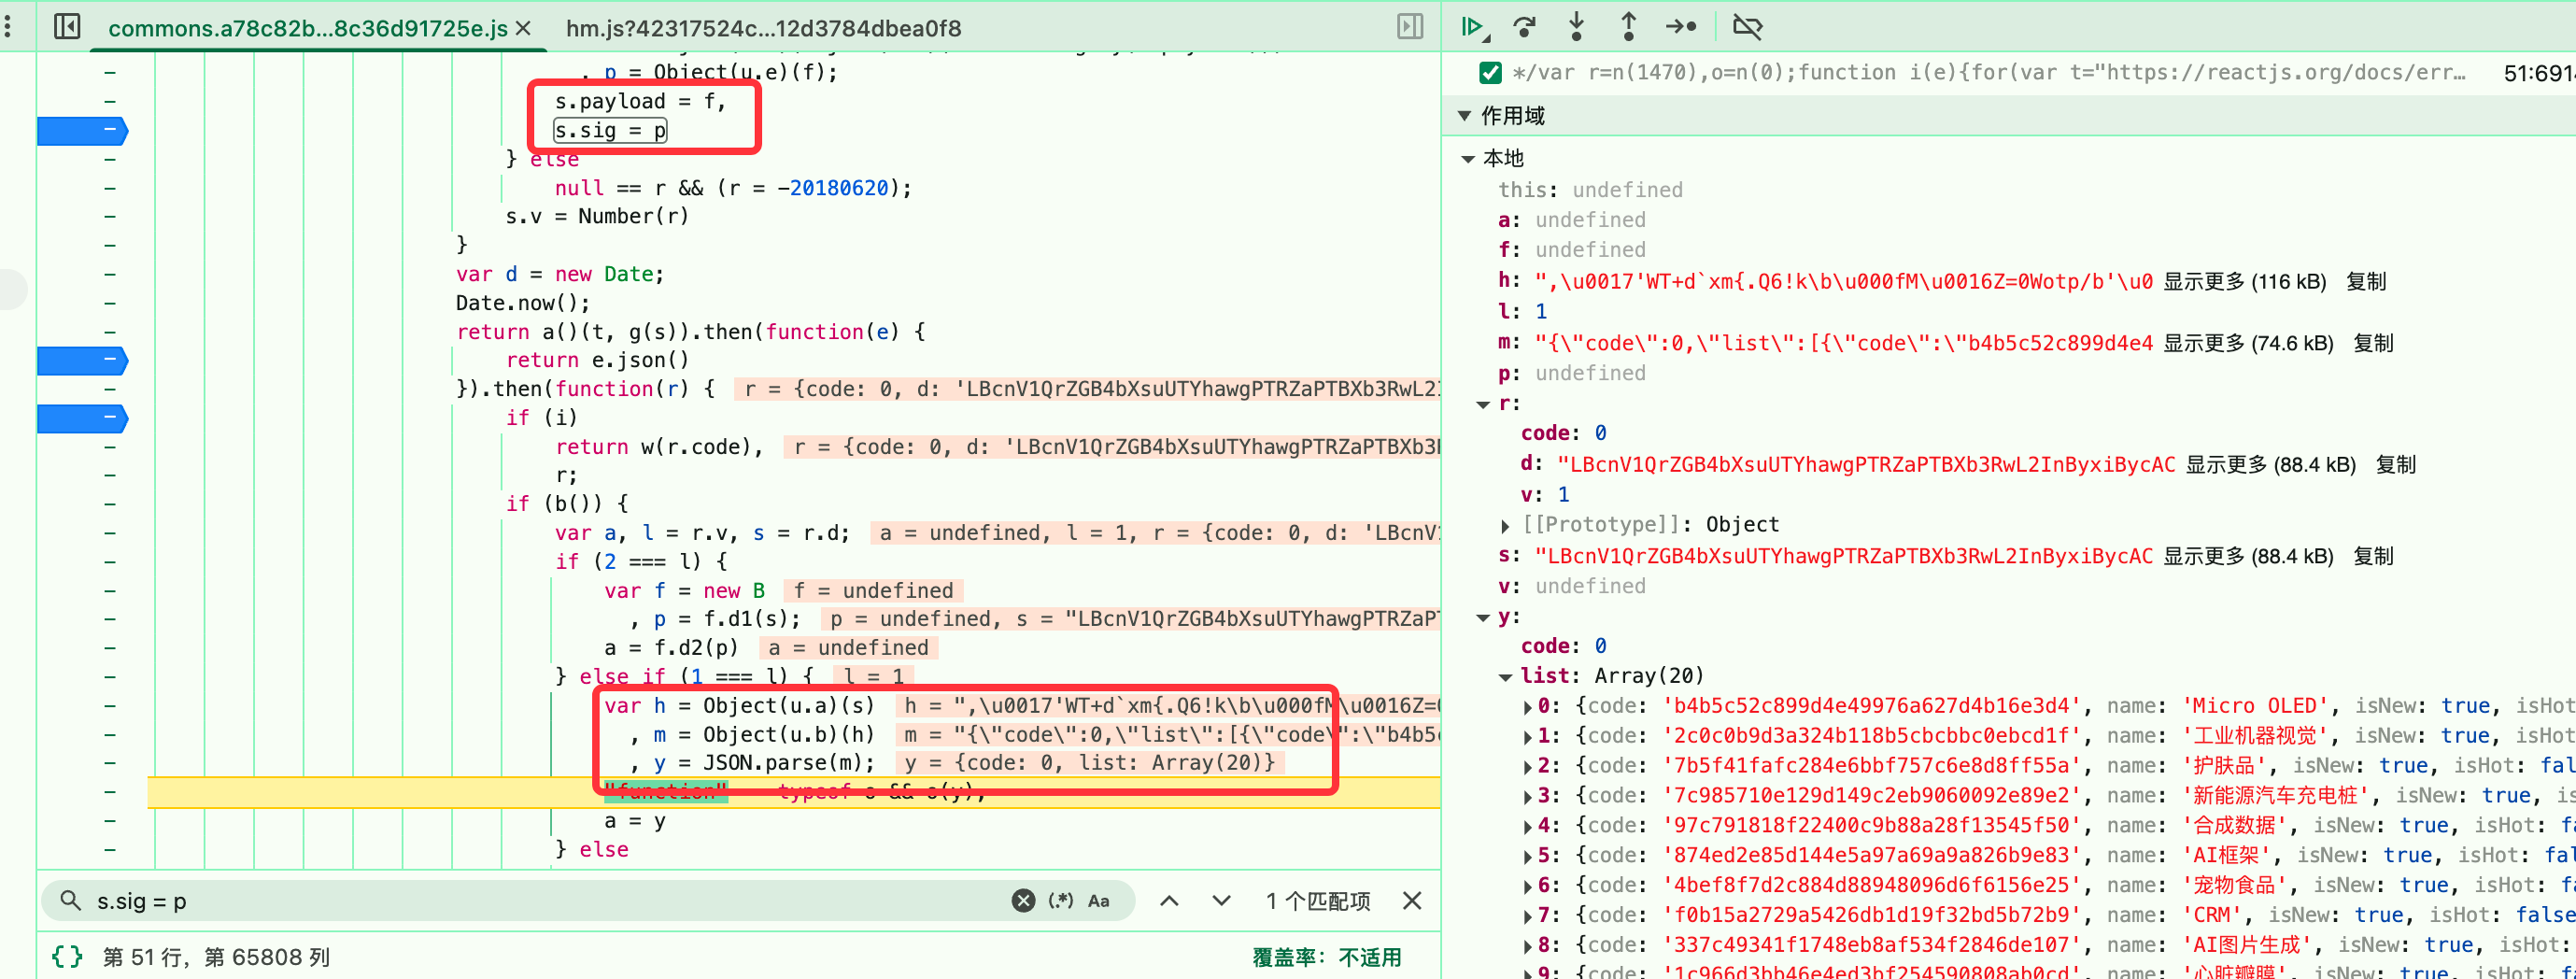 commons.a78c82b...8c36d91725e.js
hm.js?42317524c...12d3784dbea0f8
, p = Object(u.e)(f);
s.payload = f,
s.sig = p
} else
null == r && (r = -20180620);
s.v = Number(r)
}
var d = new Date;
Date.now();
return a()(t, g(s)).then(function(e) {
return e.json()
}).then(function(r) { r = {code: 0, d: 'LBcnV1QrZGB4bXsuUTYhawgPTRZaPTBXb3RwL2
if (i)
return w(r.code), r = {code: 0, d: 'LBcnV1QrZGB4bXsuUTYhawgPTRZaPTBXb3
r;
if (b()) {
var a, l = r.v, s = r.d; a = undefined, l = 1, r = {code: 0, d: 'LBcnV
if (2 === l) {
var f = new B f = undefined
, p = f.d1(s); p = undefined, s = "LBcnV1QrZGB4bXsuUTYhawgPTRZaP
a = f.d2(p) a = undefined
} else if (1 === l) { l = 1
var h = Object(u.a)(s) h = ",\u0017'WT+d`xm{.Q6!k\b\u000fM\u0016Z=
, m = Object(u.b)(h) m = "{\"code\":0,\"list\":[{\"code\":\"b4b5
, y = JSON.parse(m); y = {code: 0, list: Array(20)}
"function" typeof
a = y
} else
s.sig = p
(.*) Aa
1 个匹配项
{} 第 51 行，第 65808 列
覆盖率：不适用
*/var r=n(1470),o=n(0);function i(e){for(var t="https://reactjs.org/docs/err… 51:691
作用域
本地
this: undefined
a: undefined
f: undefined
h: ",\u0017'WT+d`xm{.Q6!k\b\u000fM\u0016Z=0Wotp/b'\u0 显示更多 (116 kB) 复制
l: 1
m: "{\"code\":0,\"list\":[{\"code\":\"b4b5c52c899d4e4 显示更多 (74.6 kB) 复制
p: undefined
r:
code: 0
d: "LBcnV1QrZGB4bXsuUTYhawgPTRZaPTBXb3RwL2InByxiBycAC 显示更多 (88.4 kB) 复制
v: 1
[[Prototype]]: Object
s: "LBcnV1QrZGB4bXsuUTYhawgPTRZaPTBXb3RwL2InByxiBycAC 显示更多 (88.4 kB) 复制
v: undefined
y:
code: 0
list: Array(20)
0: {code: 'b4b5c52c899d4e49976a627d4b16e3d4', name: 'Micro OLED', isNew: true, isHot
1: {code: '2c0c0b9d3a324b118b5cbcbbc0ebcd1f', name: '工业机器视觉', isNew: true, isHot
2: {code: '7b5f41fafc284e6bbf757c6e8d8ff55a', name: '护肤品', isNew: true, isHot: fal
3: {code: '7c985710e129d149c2eb9060092e89e2', name: '新能源汽车充电桩', isNew: true, is
4: {code: '97c791818f22400c9b88a28f13545f50', name: '合成数据', isNew: true, isHot: fa
5: {code: '874ed2e85d144e5a97a69a9a826b9e83', name: 'AI框架', isNew: true, isHot: fal
6: {code: '4bef8f7d2c884d88948096d6f6156e25', name: '宠物食品', isNew: true, isHot: fa
7: {code: 'f0b15a2729a5426db1d19f32bd5b72b9', name: 'CRM', isNew: true, isHot: false
8: {code: '337c49341f1748eb8af534f2846de107', name: 'AI图片生成', isNew: true, isHot:
9: {code: '1c966d3bb46e4ed3bf254590808ab0cd', name: '心脏瓣膜', isNew: true, isHot: fa